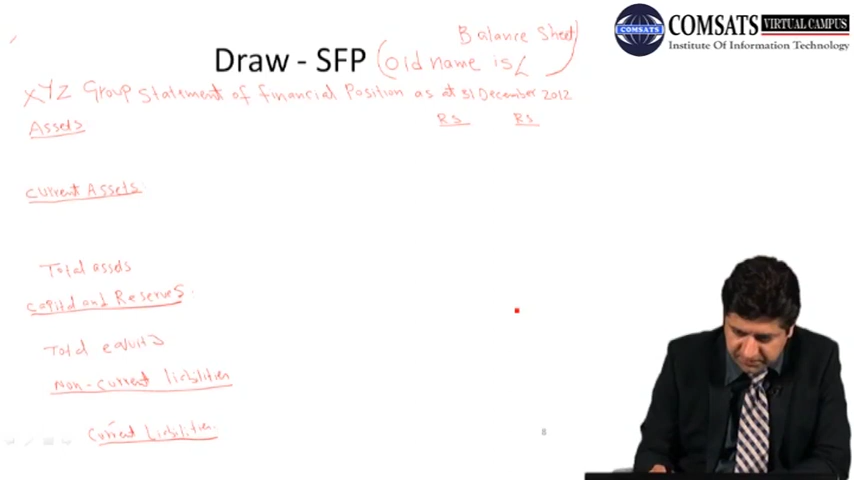 COMSATS VIRTUAL CAMPUS
Institute Of Information Technology
Balance Sheet
Draw - SFP (Old name is
XYZ Group Statement of Financial Position as at 31 December 2012
Assets Rs Rs
Current Assets
Total assets
Capital and Reserves
Total equity
Non-current liabilities
Current Liabilities
8